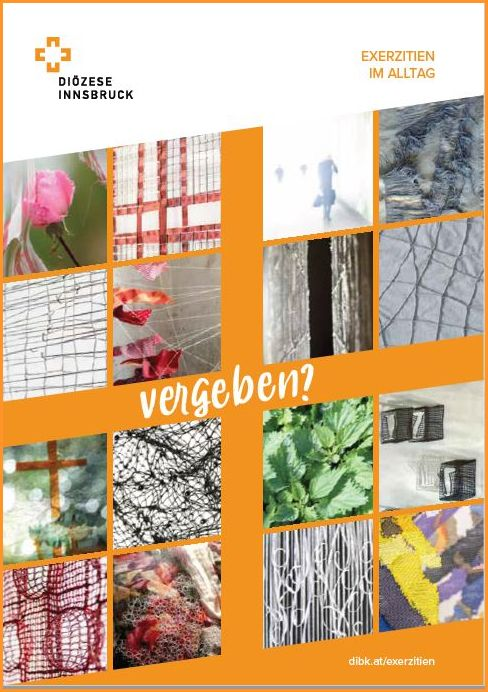 DIÖZESE
INNSBRUCK
EXERZITIEN
IM ALLTAG
vergeben?
dibk.at/exerzitien